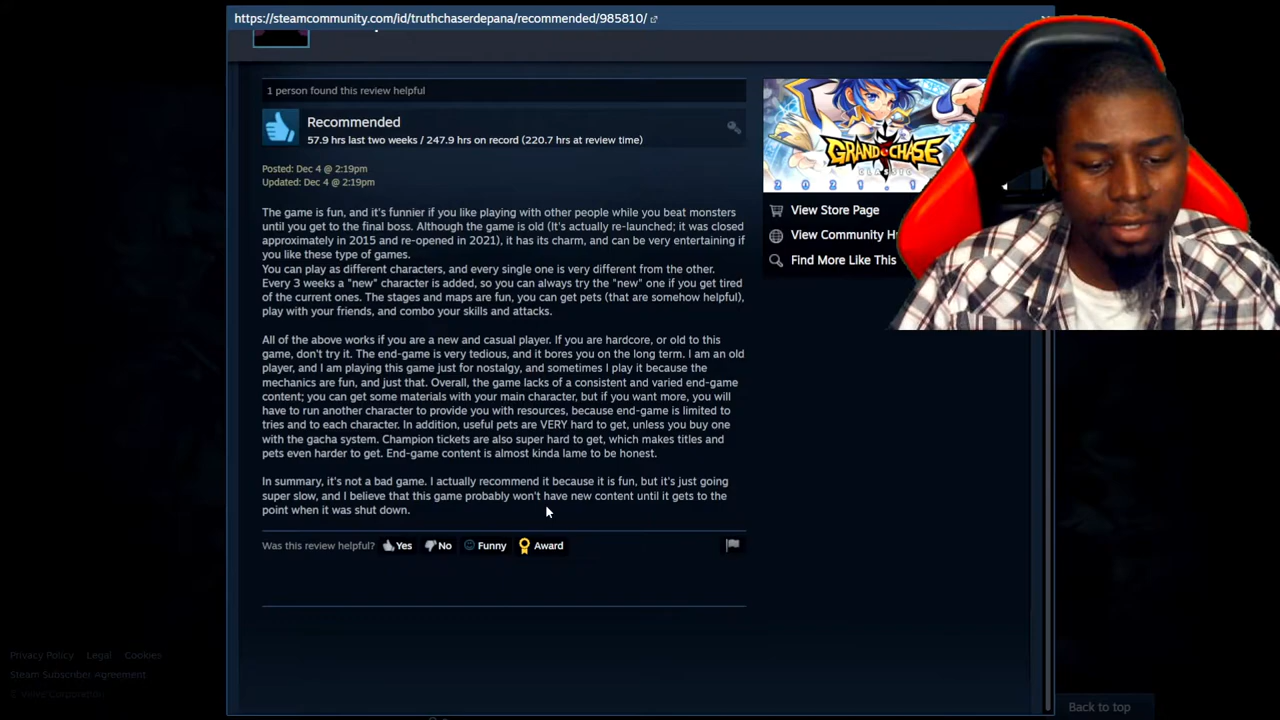 https://steamcommunity.com/id/truthchaserdepana/recommended/985810/
1 person found this review helpful
Recommended
57.9 hrs last two weeks / 247.9 hrs on record (220.7 hrs at review time)
Posted: Dec 4 @ 2:19pm
Updated: Dec 4 @ 2:19pm
The game is fun, and it's funnier if you like playing with other people while you beat monsters
until you get to the final boss. Although the game is old (It's actually re-launched; it was closed
approximately in 2015 and re-opened in 2021), it has its charm, and can be very entertaining if
you like these type of games.
You can play as different characters, and every single one is very different from the other.
Every 3 weeks a "new" character is added, so you can always try the "new" one if you get tired
of the current ones. The stages and maps are fun, you can get pets (that are somehow helpful),
play with your friends, and combo your skills and attacks.
All of the above works if you are a new and casual player. If you are hardcore, or old to this
game, don't try it. The end-game is very tedious, and it bores you on the long term. I am an old
player, and I am playing this game just for nostalgy, and sometimes I play it because the
mechanics are fun, and just that. Overall, the game lacks of a consistent and varied end-game
content; you can get some materials with your main character, but if you want more, you will
have to run another character to provide you with resources, because end-game is limited to
tries and to each character. In addition, useful pets are VERY hard to get, unless you buy one
with the gacha system. Champion tickets are also super hard to get, which makes titles and
pets even harder to get. End-game content is almost kinda lame to be honest.
In summary, it's not a bad game. I actually recommend it because it is fun, but it's just going
super slow, and I believe that this game probably won't have new content until it gets to the
point when it was shut down.
Was this review helpful? Yes No Funny Award
GRAND CHASE
CLASSIC
2021.1
View Store Page
View Community H
Find More Like This
Privacy Policy Legal Cookies
Steam Subscriber Agreement
© Valve Corporation
Back to top